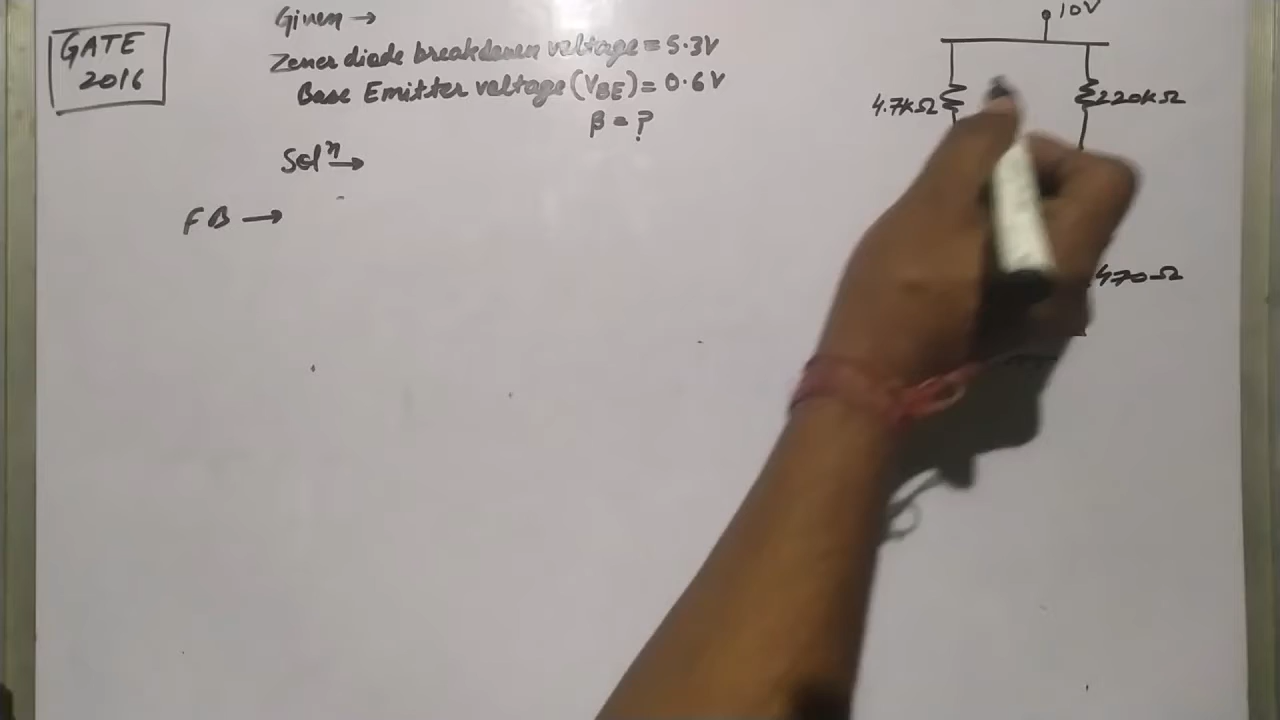 GATE
2016
Given →
Zener diode breakdown voltage = 5.3V
Base Emitter voltage (VBE) = 0.6V
β = ?
Solⁿ →
FB →
10V
4.7kΩ
220kΩ
470Ω